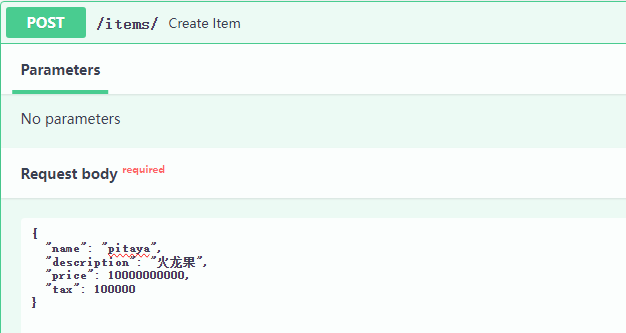 POST /items/ Create Item
Parameters
No parameters
Request body required
{
"name": "pitaya",
"description": "火龙果",
"price": 10000000000,
"tax": 100000
}